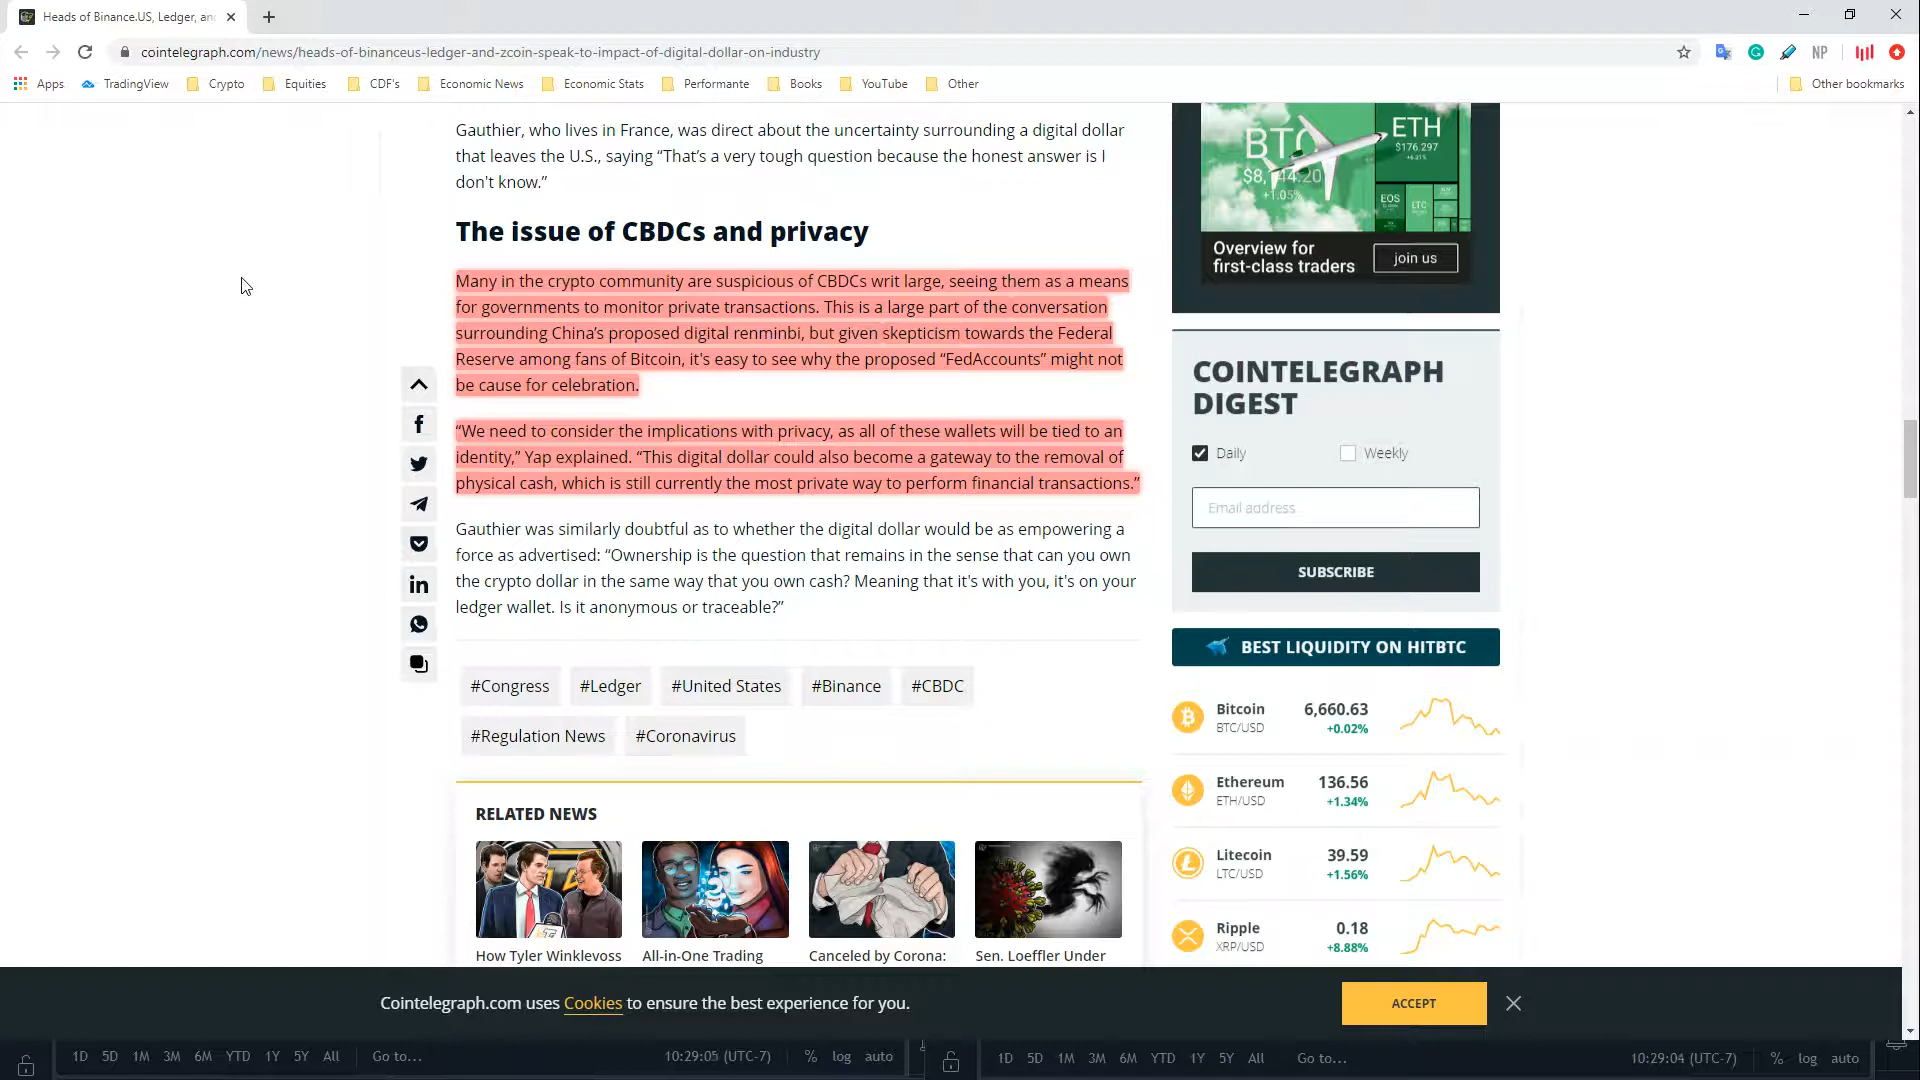 Heads of Binance.US, Ledger, an
cointelegraph.com/news/heads-of-binanceus-ledger-and-zcoin-speak-to-impact-of-digital-dollar-on-industry
NP
Apps
TradingView
Crypto
Equities
CDF's
Economic News
Economic Stats
Performante
Books
YouTube
Other
Other bookmarks
Gauthier, who lives in France, was direct about the uncertainty surrounding a digital dollar
that leaves the U.S., saying “That’s a very tough question because the honest answer is I
don't know.”
The issue of CBDCs and privacy
Many in the crypto community are suspicious of CBDCs writ large, seeing them as a means
for governments to monitor private transactions. This is a large part of the conversation
surrounding China’s proposed digital renminbi, but given skepticism towards the Federal
Reserve among fans of Bitcoin, it's easy to see why the proposed “FedAccounts” might not
be cause for celebration.
“We need to consider the implications with privacy, as all of these wallets will be tied to an
identity,” Yap explained. “This digital dollar could also become a gateway to the removal of
physical cash, which is still currently the most private way to perform financial transactions.”
Gauthier was similarly doubtful as to whether the digital dollar would be as empowering a
force as advertised: “Ownership is the question that remains in the sense that can you own
the crypto dollar in the same way that you own cash? Meaning that it's with you, it's on your
ledger wallet. Is it anonymous or traceable?”
#Congress
#Ledger
#United States
#Binance
#CBDC
#Regulation News
#Coronavirus
RELATED NEWS
How Tyler Winklevoss
All-in-One Trading
Canceled by Corona:
Sen. Loeffler Under
BTC
+1.05%
ETH
$176.297
+6.21%
EOS
LTC
Overview for
first-class traders
join us
COINTELEGRAPH
DIGEST
Daily
Weekly
Email address
SUBSCRIBE
BEST LIQUIDITY ON HITBTC
Bitcoin
BTC/USD
6,660.63
+0.02%
Ethereum
ETH/USD
136.56
+1.34%
Litecoin
LTC/USD
39.59
+1.56%
Ripple
XRP/USD
0.18
+8.88%
Cointelegraph.com uses Cookies to ensure the best experience for you.
ACCEPT
1D 5D 1M 3M 6M YTD 1Y 5Y All Go to... 10:29:05 (UTC-7) % log auto
1D 5D 1M 3M 6M YTD 1Y 5Y All Go to... 10:29:04 (UTC-7) % log auto